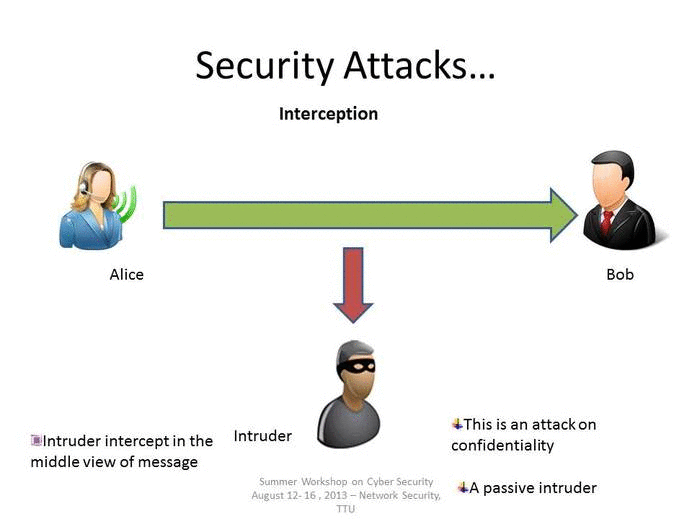 Security Attacks...
Interception
Alice
Bob
Intruder
Intruder intercept in the
middle view of message
This is an attack on
confidentiality
A passive intruder
Summer Workshop on Cyber Security
August 12- 16 , 2013 – Network Security,
TTU